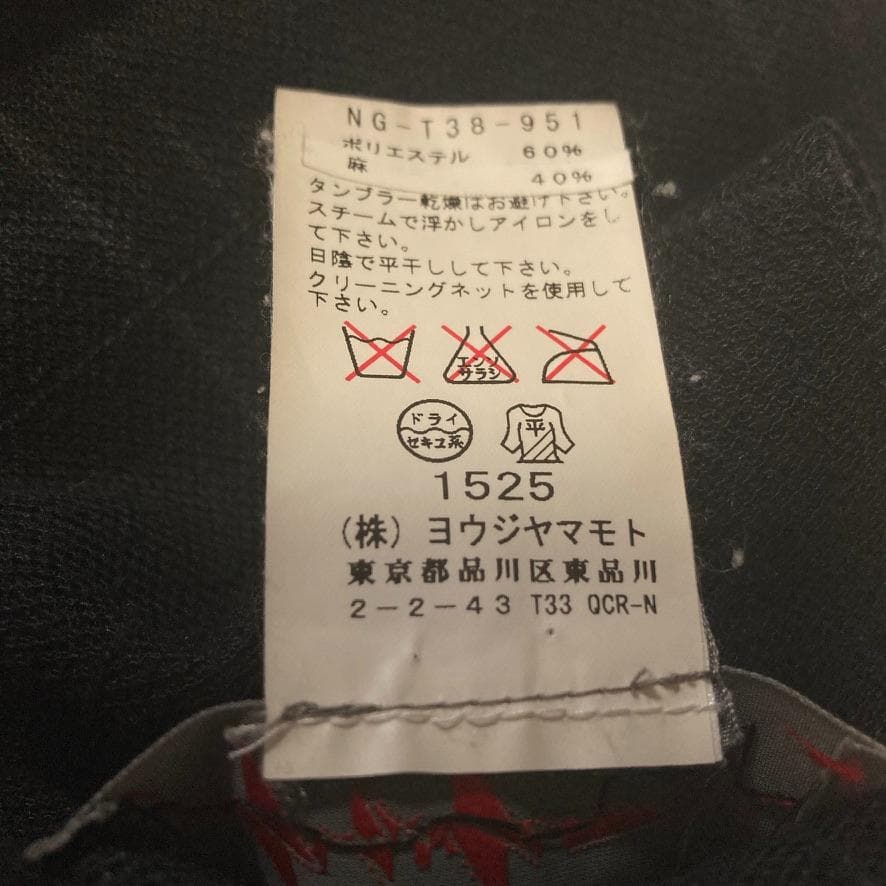 NG-T38-951
ポリエステル 60%
麻 40%
タンブラー乾燥はお避け下さい。
スチームで浮かしアイロンをし
て下さい。
日陰で平干しして下さい。
クリーニングネットを使用して
下さい。
エンソ
サラシ
ドライ
セキユ系
平
1525
(株)ヨウジヤマモト
東京都品川区東品川
2-2-43 T33 QCR-N